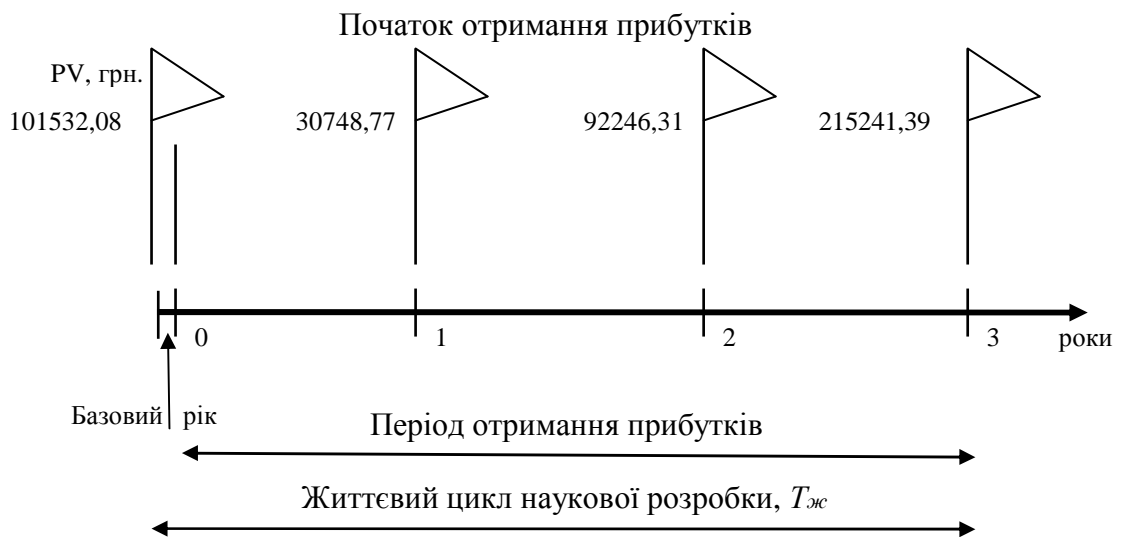 Початок отримання прибутків
PV, грн.
101532,08 30748,77 92246,31 215241,39
0 1 2 3 роки
Базовий рік
Період отримання прибутків
Життєвий цикл наукової розробки, Tж